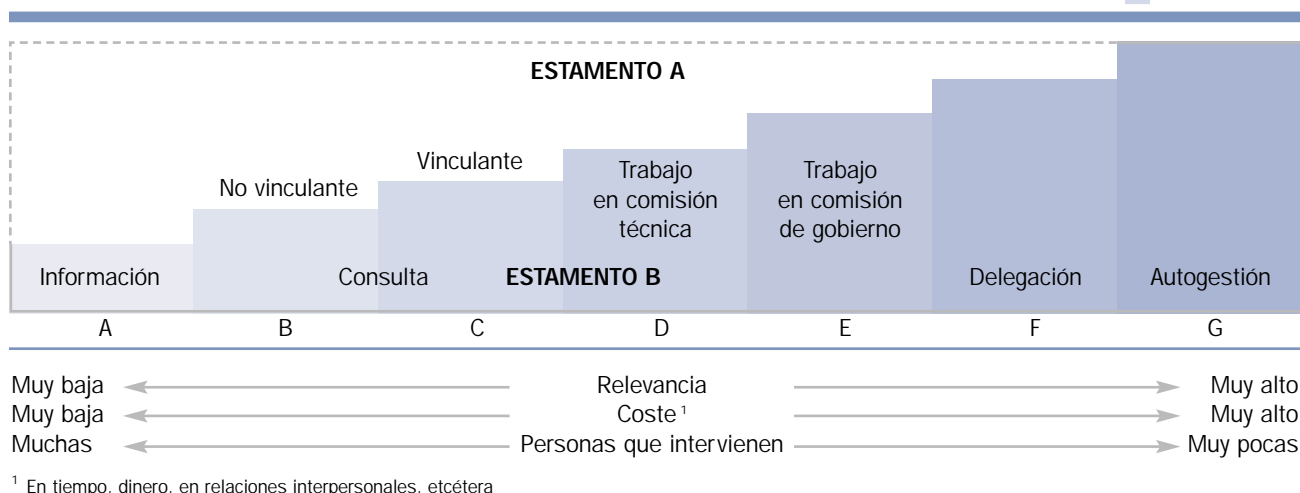 ESTAMENTO A
Vinculante
No vinculante
Trabajo
en comisión
técnica
Trabajo
en comisión
de gobierno
Información
Consulta
ESTAMENTO B
Delegación
Autogestión
A B C D E F G
Muy baja Relevancia Muy alto
Muy baja Coste ¹ Muy alto
Muchas Personas que intervienen Muy pocas
¹ En tiempo, dinero, en relaciones interpersonales, etcétera